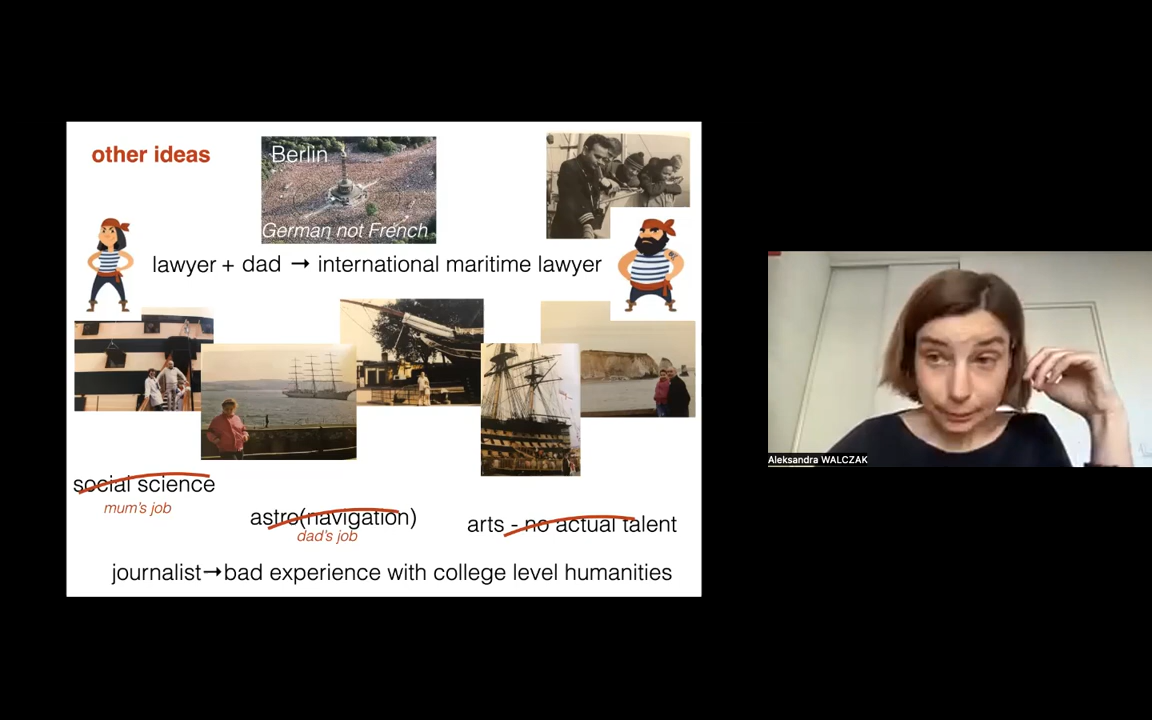 other ideas
Berlin
German not French
lawyer + dad → international maritime lawyer
social science
mum's job
astro(navigation)
dad's job
arts - no actual talent
journalist→bad experience with college level humanities
Aleksandra WALCZAK